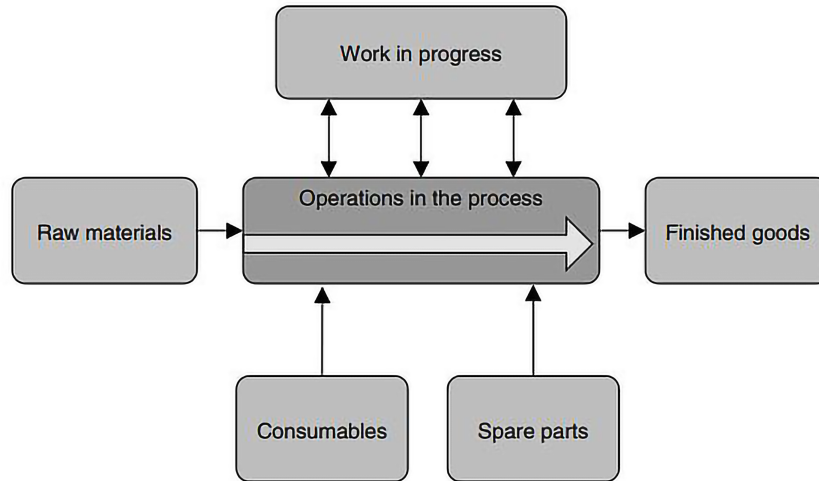 Work in progress
Operations in the process
Raw materials
Finished goods
Consumables
Spare parts